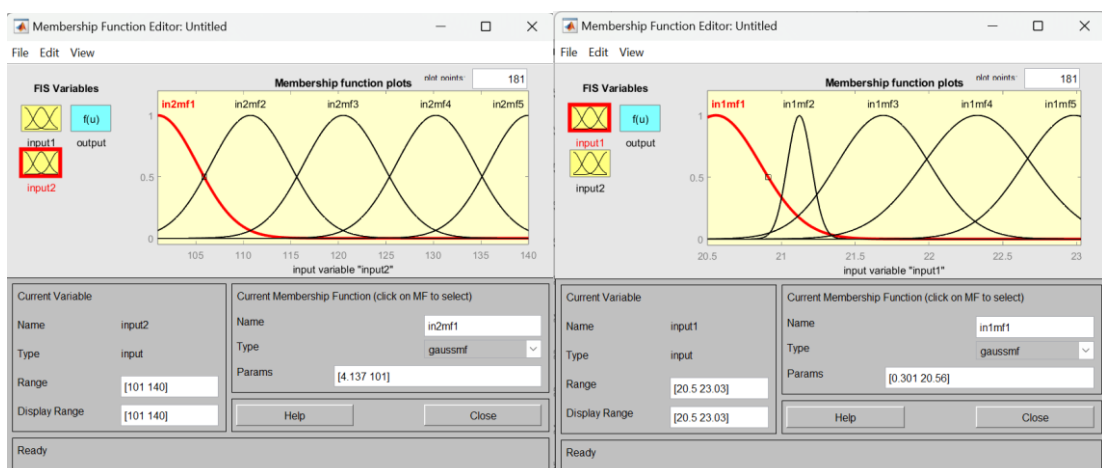 Membership Function Editor: Untitled
File Edit View
FIS Variables
input1
f(u)
output
input2
Membership function plots
plot points:
181
in2mf1 in2mf2 in2mf3 in2mf4 in2mf5
1
0.5
0
105 110 115 120 125 130 135 140
input variable "input2"
Current Variable
Name input2
Type input
Range [101 140]
Display Range [101 140]
Current Membership Function (click on MF to select)
Name in2mf1
Type gaussmf
Params [4.137 101]
Help Close
Ready
Membership Function Editor: Untitled
File Edit View
FIS Variables
input1
f(u)
output
input2
Membership function plots
plot points:
181
in1mf1 in1mf2 in1mf3 in1mf4 in1mf5
1
0.5
0
20.5 21 21.5 22 22.5 23
input variable "input1"
Current Variable
Name input1
Type input
Range [20.5 23.03]
Display Range [20.5 23.03]
Current Membership Function (click on MF to select)
Name in1mf1
Type gaussmf
Params [0.301 20.56]
Help Close
Ready